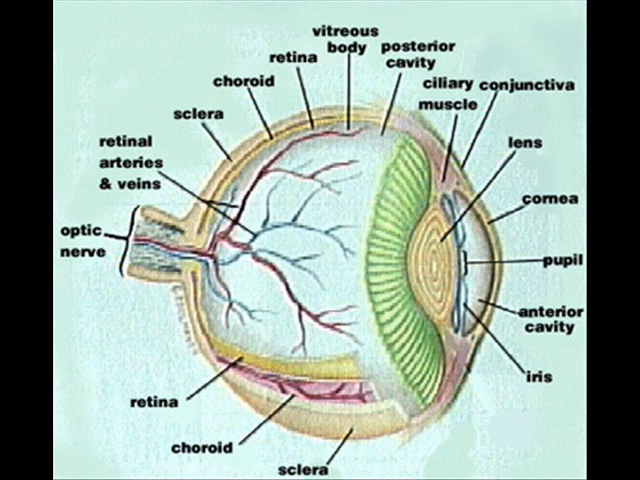 vitreous
body
posterior
cavity
retina
choroid
ciliary
muscle
conjunctiva
sclera
retinal
arteries
& veins
lens
cornea
optic
nerve
pupil
anterior
cavity
iris
retina
choroid
sclera